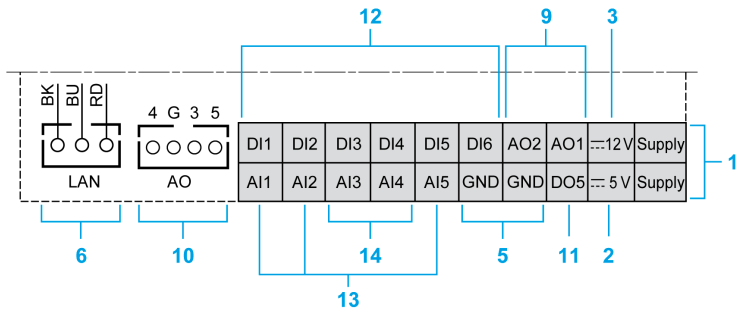 12 9 3
BK BU RD
4 G 3 5
DI1 DI2 DI3 DI4 DI5 DI6 AO2 AO1 ⎓12 V Supply
1
LAN AO AI1 AI2 AI3 AI4 AI5 GND GND DO5 ⎓ 5 V Supply
6 10 14 5 11 2
13